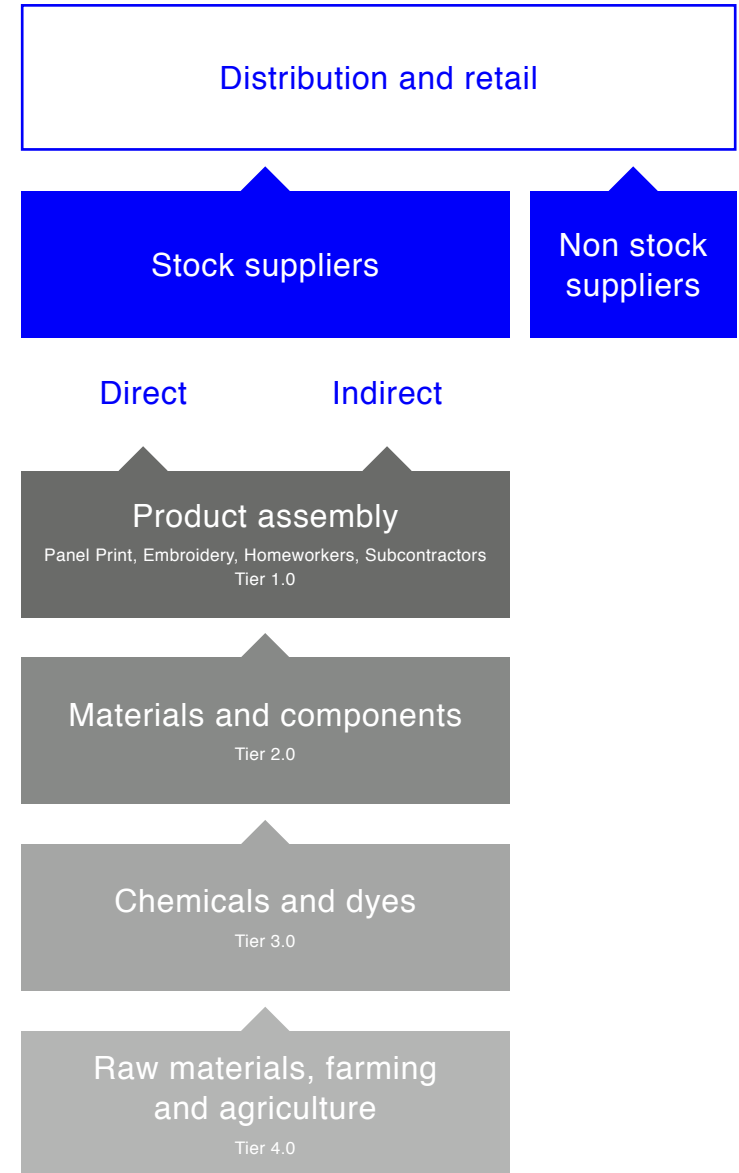 Distribution and retail
Stock suppliers
Non stock
suppliers
Direct
Indirect
Product assembly
Panel Print, Embroidery, Homeworkers, Subcontractors
Tier 1.0
Materials and components
Tier 2.0
Chemicals and dyes
Tier 3.0
Raw materials, farming
and agriculture
Tier 4.0